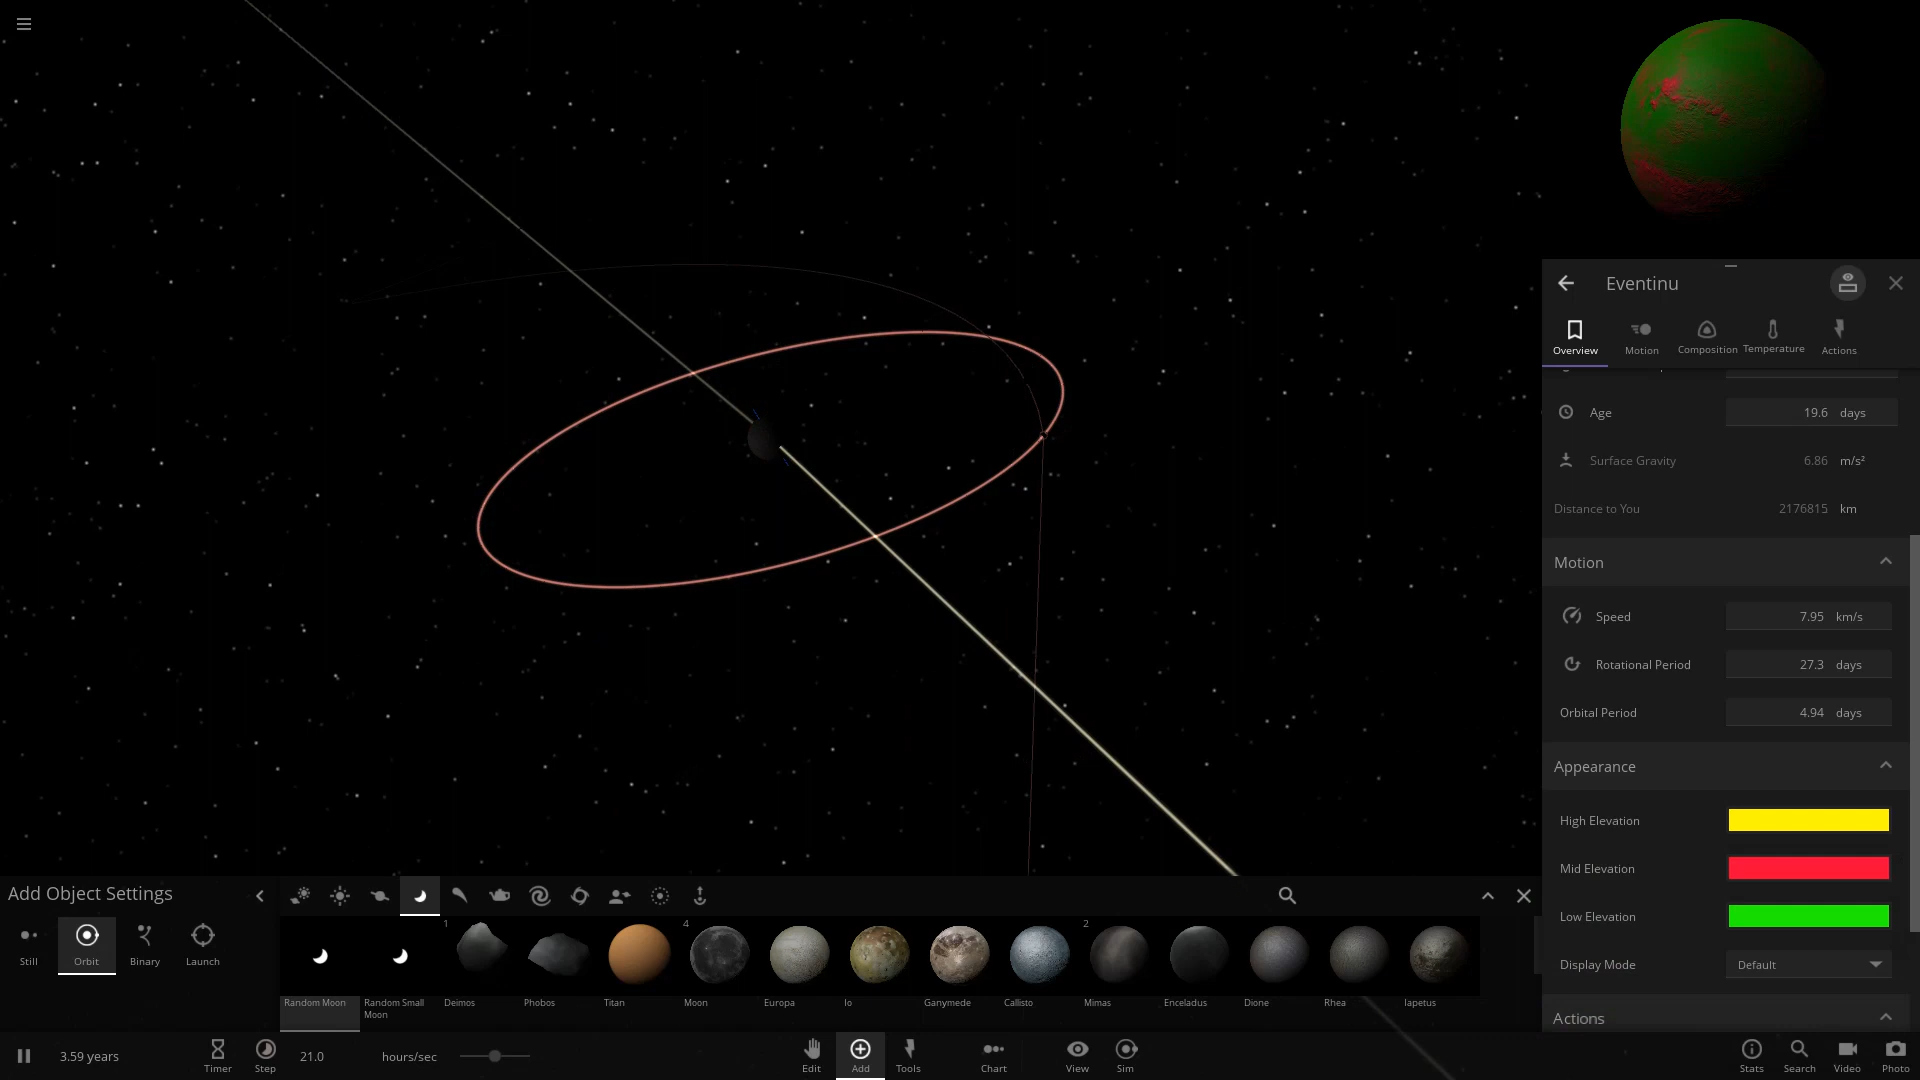 Eventinu
Overview
Motion
Composition
Temperature
Actions
Age 19.6 days
Surface Gravity 6.86 m/s²
Distance to You 2176815 km
Motion
Speed 7.95 km/s
Rotational Period 27.3 days
Orbital Period 4.94 days
Appearance
High Elevation
Mid Elevation
Low Elevation
Display Mode Default
Actions
Add Object Settings
Still
Orbit
Binary
Launch
1
4
2
Random Moon
Random Small
Moon
Deimos
Phobos
Titan
Moon
Europa
Io
Ganymede
Callisto
Mimas
Enceladus
Dione
Rhea
Iapetus
3.59 years
Timer
Step
21.0 hours/sec
Edit
Add
Tools
Chart
View
Sim
Stats
Search
Video
Photo